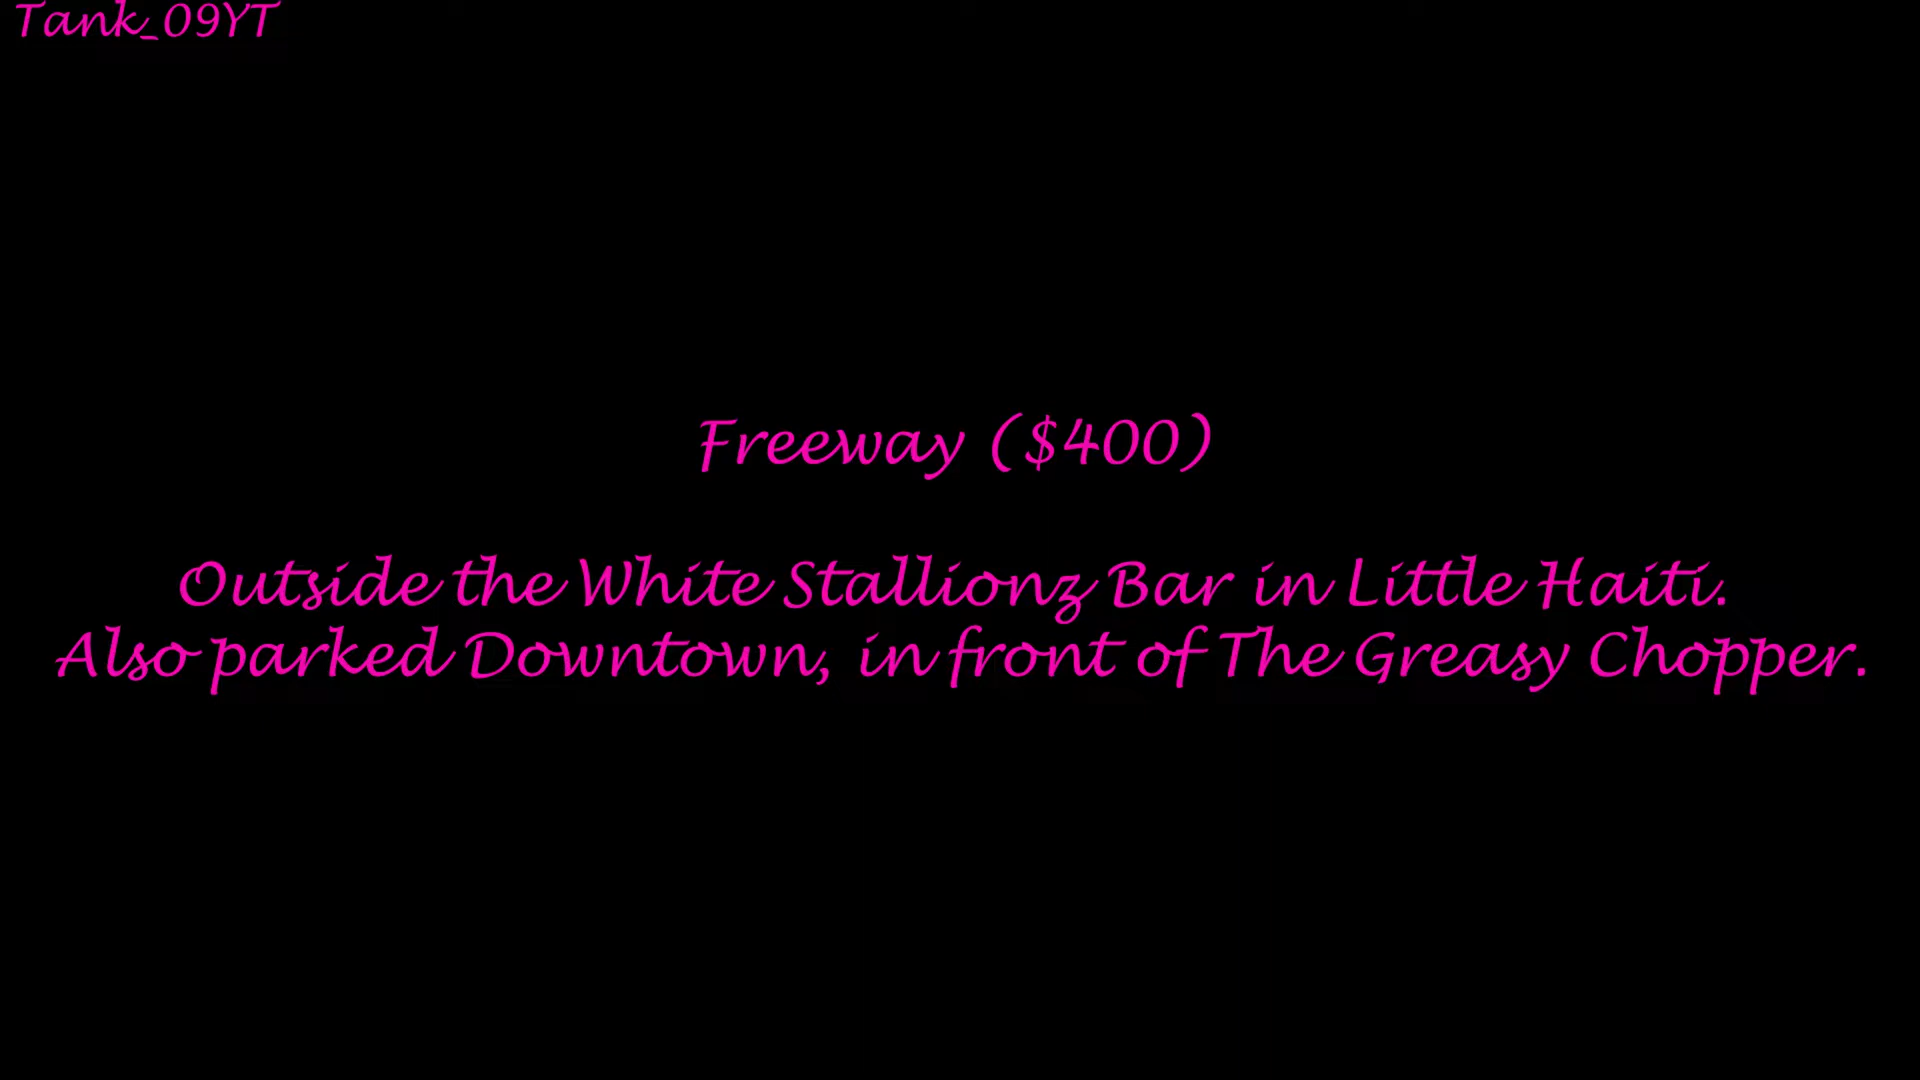 Tank_09YT
Freeway ($400)
Outside the White Stallionz Bar in Little Haiti.
Also parked Downtown, in front of The Greasy Chopper.